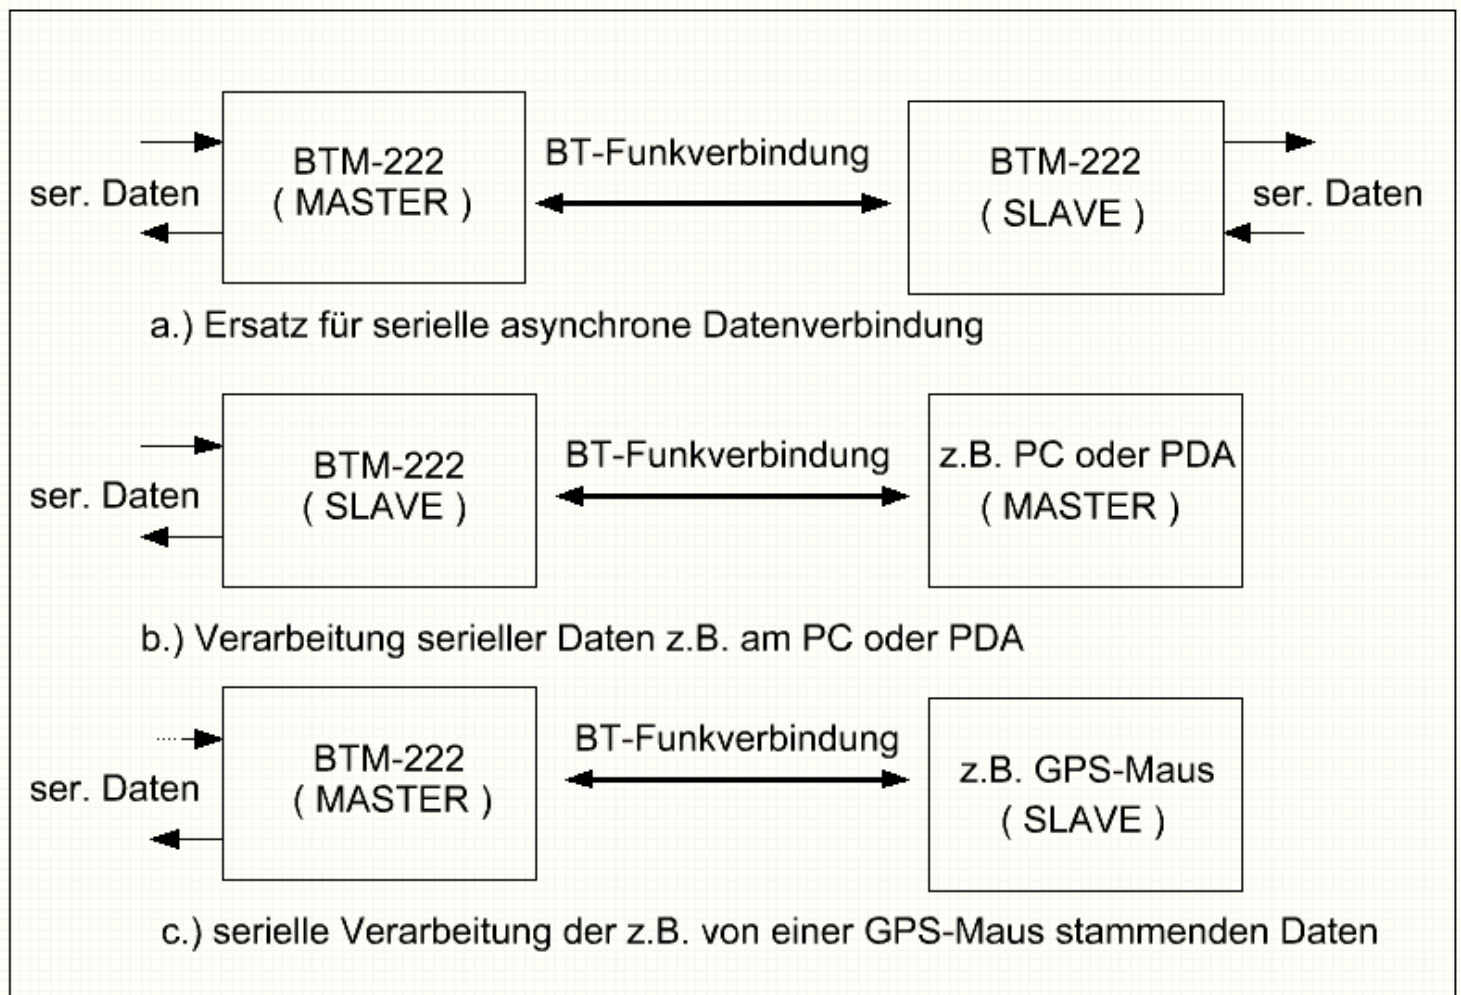 BTM-222
( MASTER )
ser. Daten
BT-Funkverbindung
BTM-222
( SLAVE )
ser. Daten
a.) Ersatz für serielle asynchrone Datenverbindung
ser. Daten
BTM-222
( SLAVE )
BT-Funkverbindung
z.B. PC oder PDA
( MASTER )
b.) Verarbeitung serieller Daten z.B. am PC oder PDA
ser. Daten
BTM-222
( MASTER )
BT-Funkverbindung
z.B. GPS-Maus
( SLAVE )
c.) serielle Verarbeitung der z.B. von einer GPS-Maus stammenden Daten